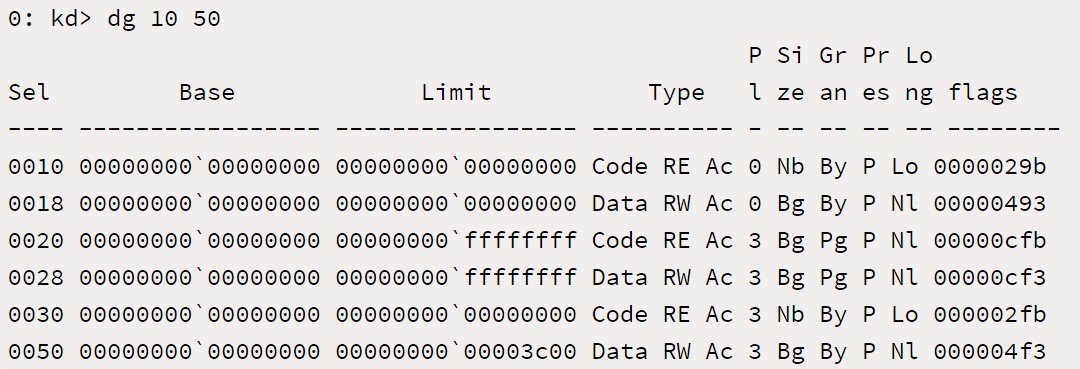 0: kd> dg 10 50
                                                    P Si Gr Pr Lo
Sel        Base              Limit          Type    l ze an es ng flags
---- ----------------- ----------------- ---------- - -- -- -- -- --------
0010 00000000`00000000 00000000`00000000 Code RE Ac 0 Nb By P Lo 0000029b
0018 00000000`00000000 00000000`00000000 Data RW Ac 0 Bg By P Nl 00000493
0020 00000000`00000000 00000000`ffffffff Code RE Ac 3 Bg Pg P Nl 00000cfb
0028 00000000`00000000 00000000`ffffffff Data RW Ac 3 Bg Pg P Nl 00000cf3
0030 00000000`00000000 00000000`00000000 Code RE Ac 3 Nb By P Lo 000002fb
0050 00000000`00000000 00000000`00003c00 Data RW Ac 3 Bg By P Nl 000004f3